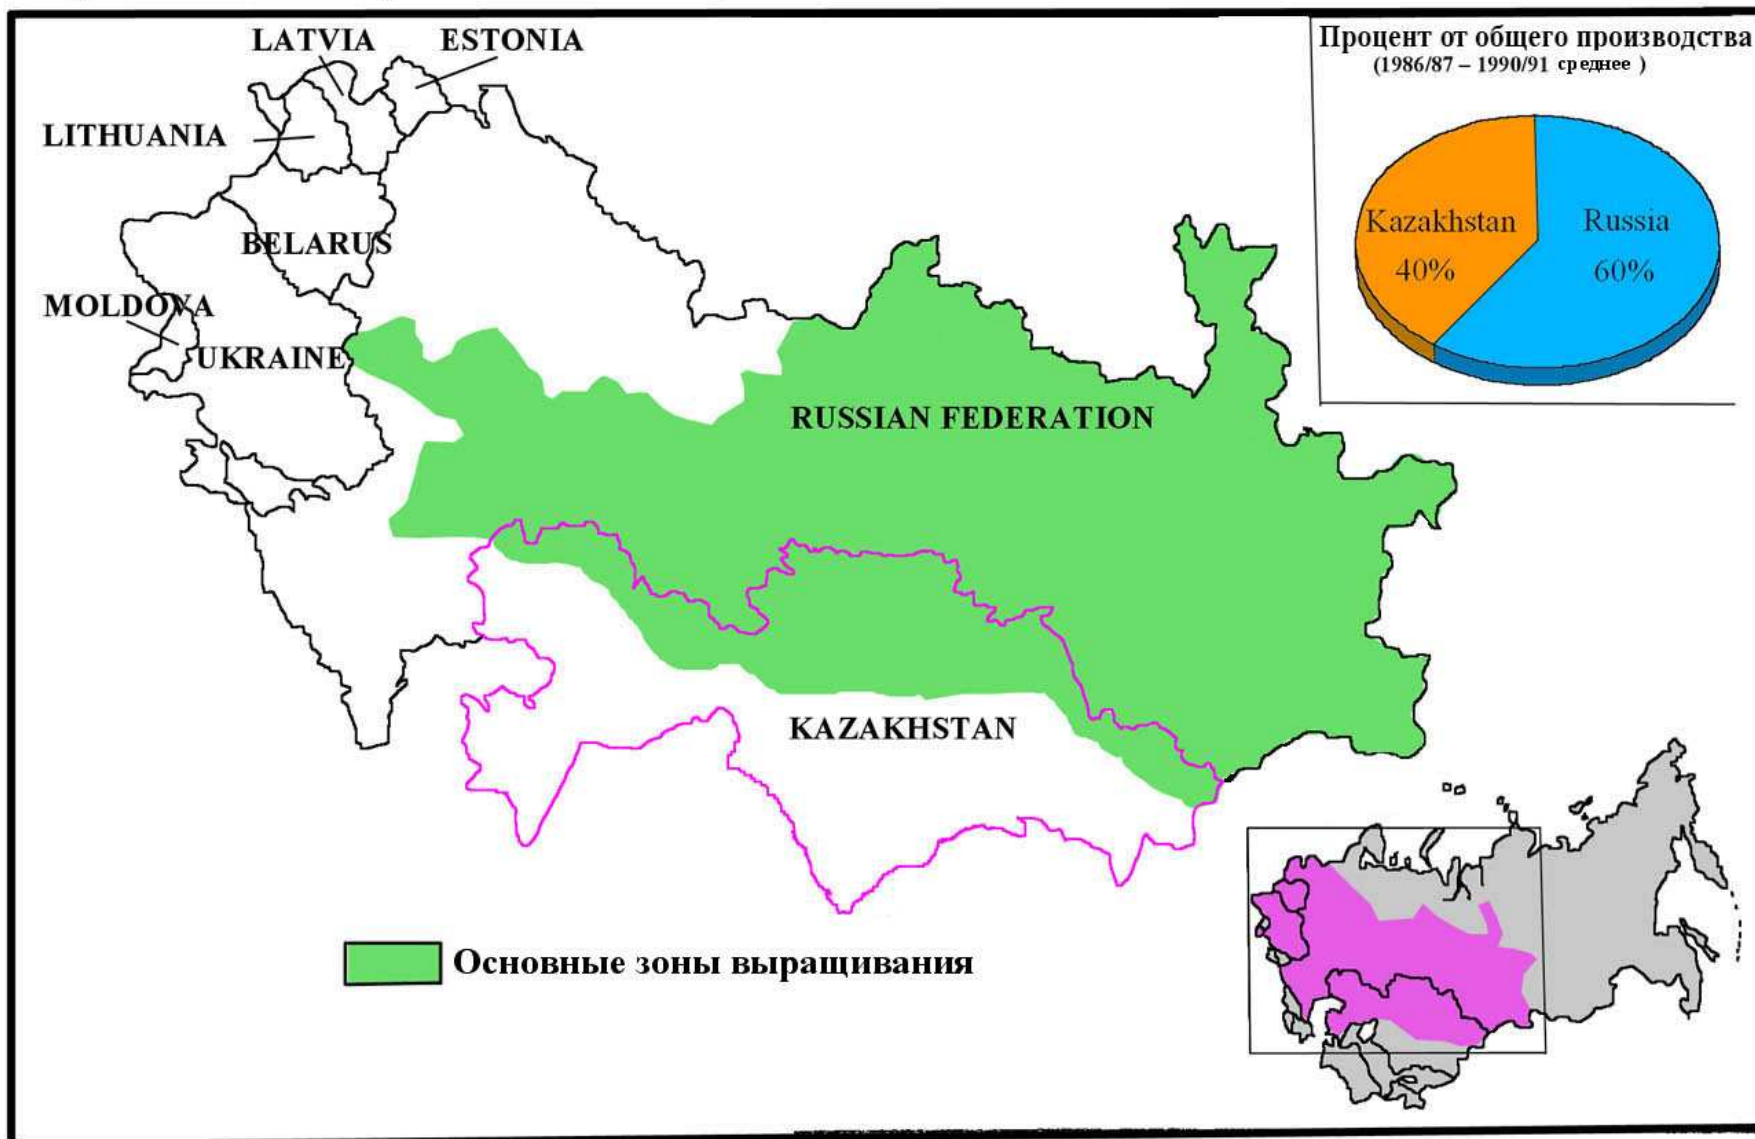 LATVIA
ESTONIA
LITHUANIA
BELARUS
MOLDOVA
UKRAINE
RUSSIAN FEDERATION
KAZAKHSTAN
Процент от общего производства
(1986/87 – 1990/91 среднее )
Kazakhstan
40%
Russia
60%
Основные зоны выращивания